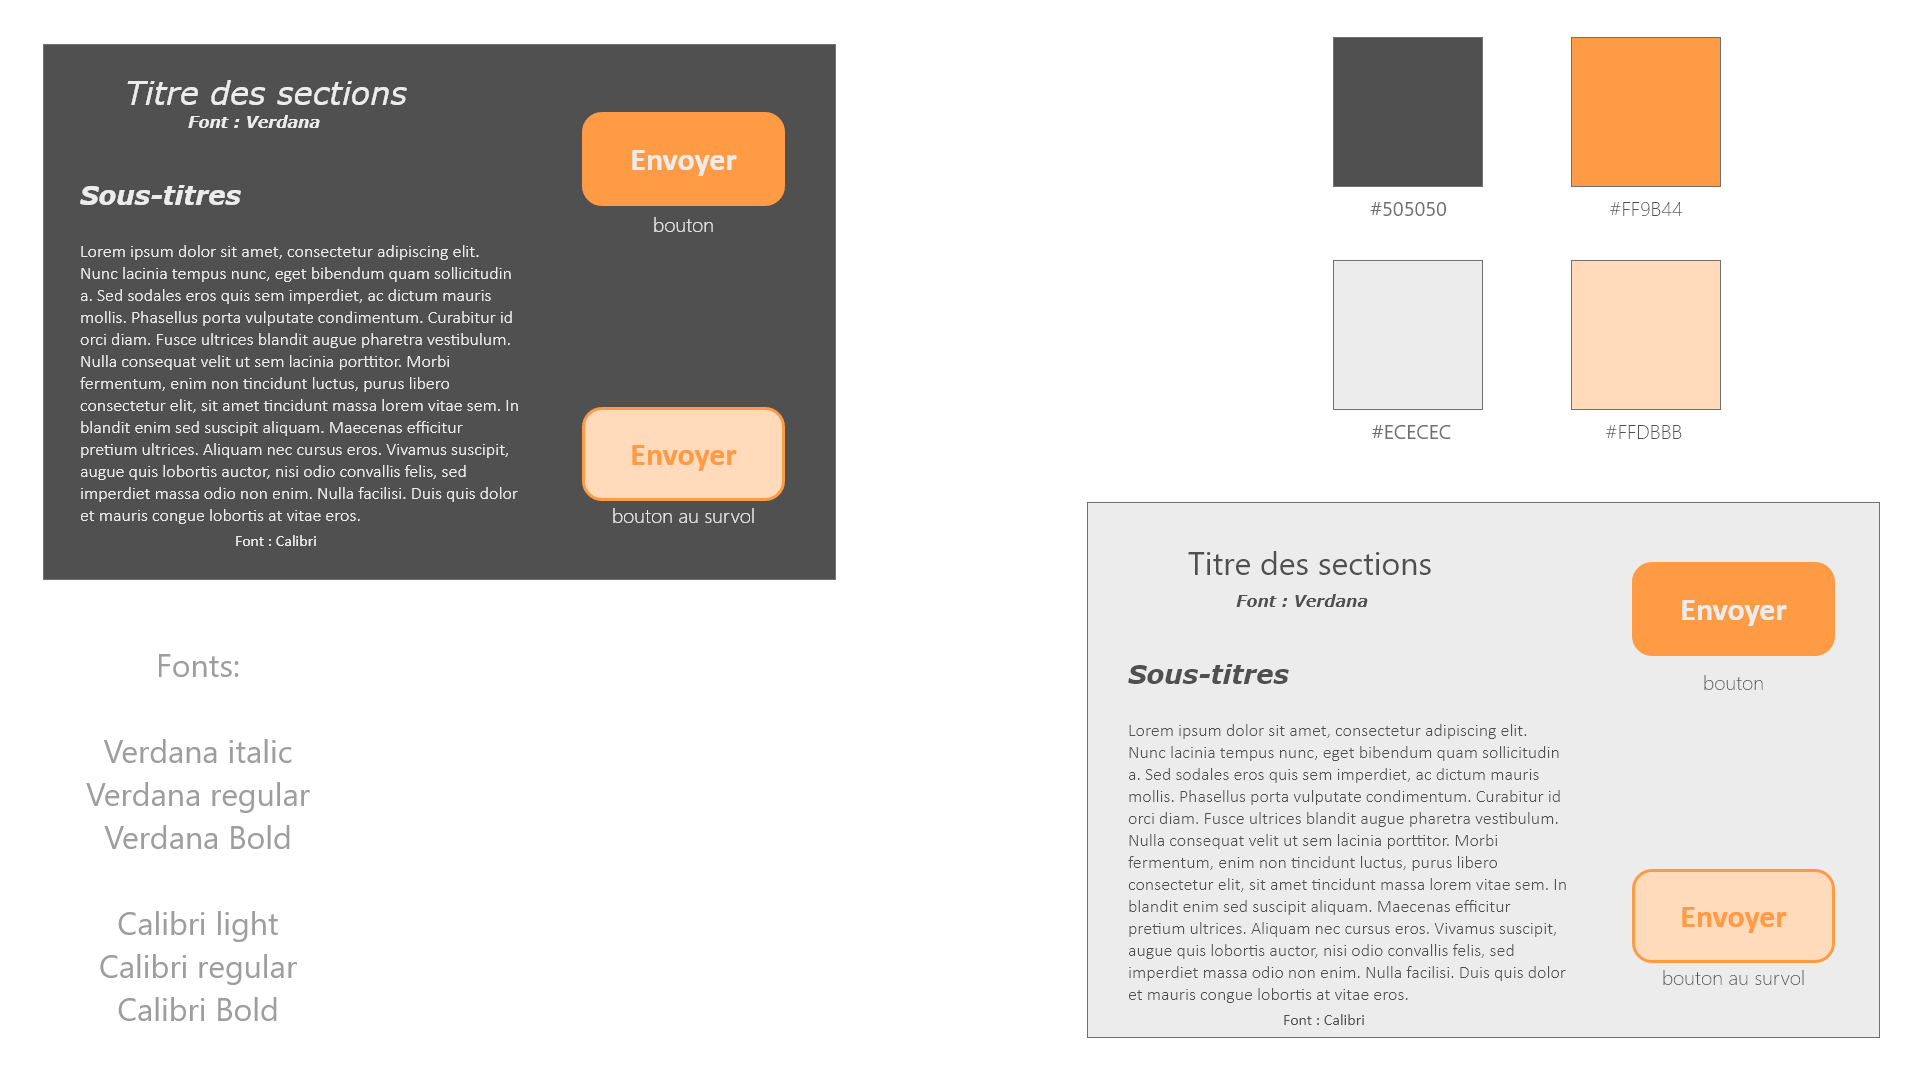 Titre des sections
Font : Verdana
Sous-titres
Lorem ipsum dolor sit amet, consectetur adipiscing elit.
Nunc lacinia tempus nunc, eget bibendum quam sollicitudin
a. Sed sodales eros quis sem imperdiet, ac dictum mauris
mollis. Phasellus porta vulputate condimentum. Curabitur id
orci diam. Fusce ultrices blandit augue pharetra vestibulum.
Nulla consequat velit ut sem lacinia porttitor. Morbi
fermentum, enim non tincidunt luctus, purus libero
consectetur elit, sit amet tincidunt massa lorem vitae sem. In
blandit enim sed suscipit aliquam. Maecenas efficitur
pretium ultrices. Aliquam nec cursus eros. Vivamus suscipit,
augue quis lobortis auctor, nisi odio convallis felis, sed
imperdiet massa odio non enim. Nulla facilisi. Duis quis dolor
et mauris congue lobortis at vitae eros.
Font : Calibri
Envoyer
bouton
Envoyer
bouton au survol
#505050
#FF9B44
#ECECEC
#FFDBBB
Fonts:
Verdana italic
Verdana regular
Verdana Bold
Calibri light
Calibri regular
Calibri Bold
Titre des sections
Font : Verdana
Sous-titres
Lorem ipsum dolor sit amet, consectetur adipiscing elit.
Nunc lacinia tempus nunc, eget bibendum quam sollicitudin
a. Sed sodales eros quis sem imperdiet, ac dictum mauris
mollis. Phasellus porta vulputate condimentum. Curabitur id
orci diam. Fusce ultrices blandit augue pharetra vestibulum.
Nulla consequat velit ut sem lacinia porttitor. Morbi
fermentum, enim non tincidunt luctus, purus libero
consectetur elit, sit amet tincidunt massa lorem vitae sem. In
blandit enim sed suscipit aliquam. Maecenas efficitur
pretium ultrices. Aliquam nec cursus eros. Vivamus suscipit,
augue quis lobortis auctor, nisi odio convallis felis, sed
imperdiet massa odio non enim. Nulla facilisi. Duis quis dolor
et mauris congue lobortis at vitae eros.
Font : Calibri
Envoyer
bouton
Envoyer
bouton au survol